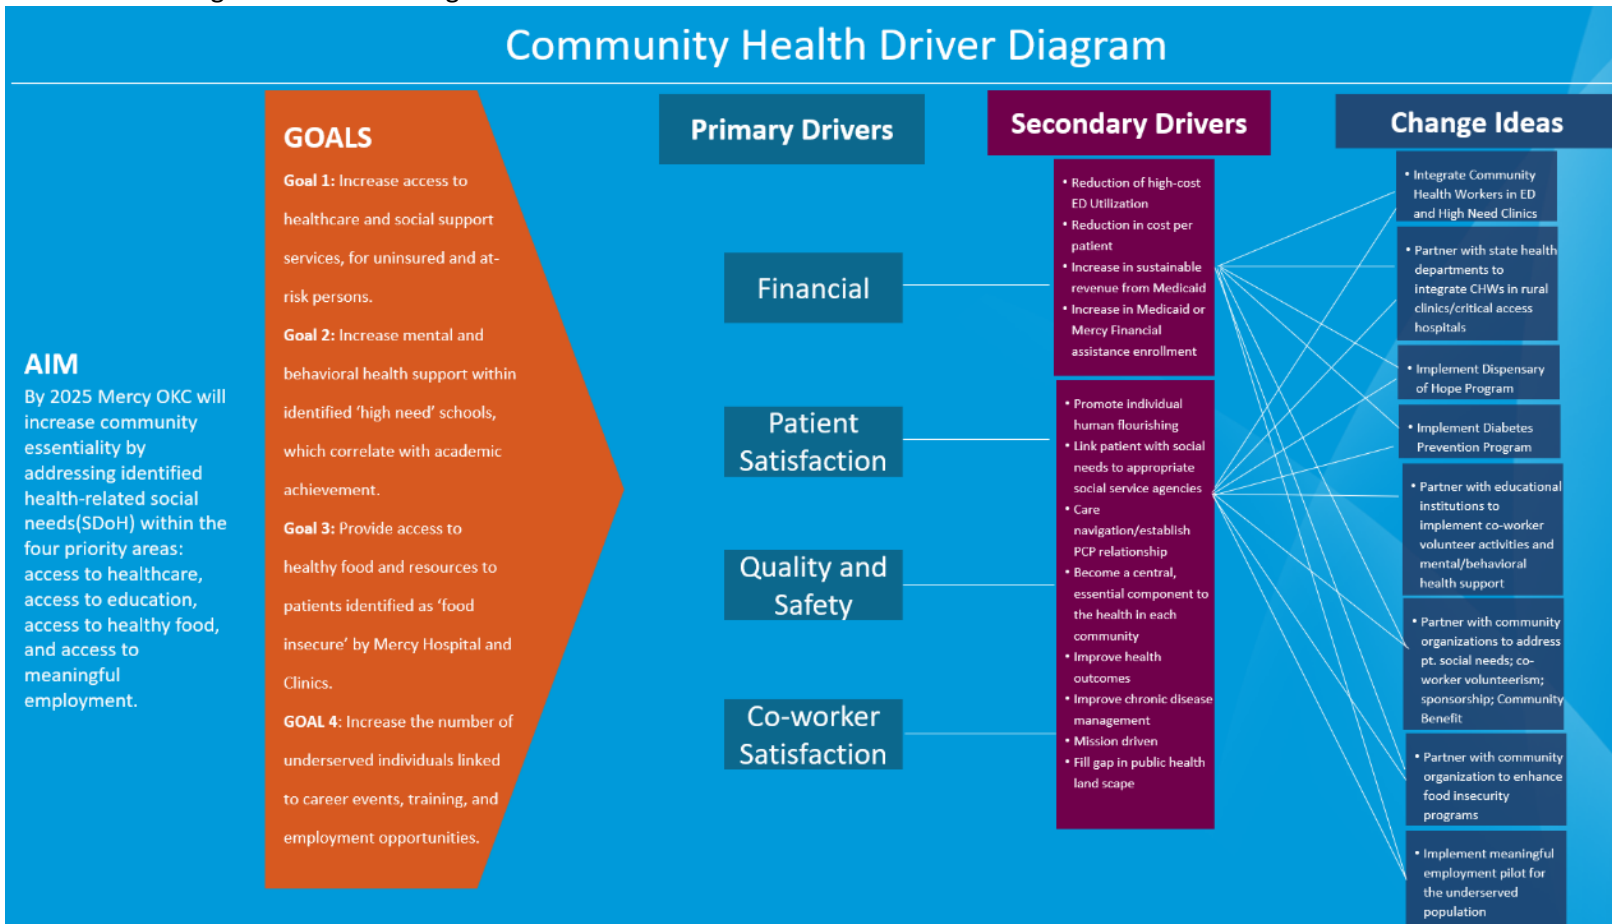 Community Health Driver Diagram
AIM
By 2025 Mercy OKC will
increase community
essentiality by
addressing identified
health-related social
needs(SDoH) within the
four priority areas:
access to healthcare,
access to education,
access to healthy food,
and access to
meaningful
employment.
GOALS
Goal 1: Increase access to
healthcare and social support
services, for uninsured and at-
risk persons.
Goal 2: Increase mental and
behavioral health support within
identified ‘high need’ schools,
which correlate with academic
achievement.
Goal 3: Provide access to
healthy food and resources to
patients identified as ‘food
insecure’ by Mercy Hospital and
Clinics.
GOAL 4: Increase the number of
underserved individuals linked
to career events, training, and
employment opportunities.
Primary Drivers
Financial
Patient
Satisfaction
Quality and
Safety
Co-worker
Satisfaction
Secondary Drivers
• Reduction of high-cost
ED Utilization
• Reduction in cost per
patient
• Increase in sustainable
revenue from Medicaid
• Increase in Medicaid or
Mercy Financial
assistance enrollment
• Promote individual
human flourishing
• Link patient with social
needs to appropriate
social service agencies
• Care
navigation/establish
PCP relationship
• Become a central,
essential component to
the health in each
community
• Improve health
outcomes
• Improve chronic disease
management
• Mission driven
• Fill gap in public health
land scape
Change Ideas
• Integrate Community
Health Workers in ED
and High Need Clinics
• Partner with state health
departments to
integrate CHWs in rural
clinics/critical access
hospitals
• Implement Dispensary
of Hope Program
• Implement Diabetes
Prevention Program
• Partner with educational
institutions to
implement co-worker
volunteer activities and
mental/behavioral
health support
• Partner with community
organizations to address
pt. social needs; co-
worker volunteerism;
sponsorship; Community
Benefit
• Partner with community
organization to enhance
food insecurity
programs
• Implement meaningful
employment pilot for
the underserved
population